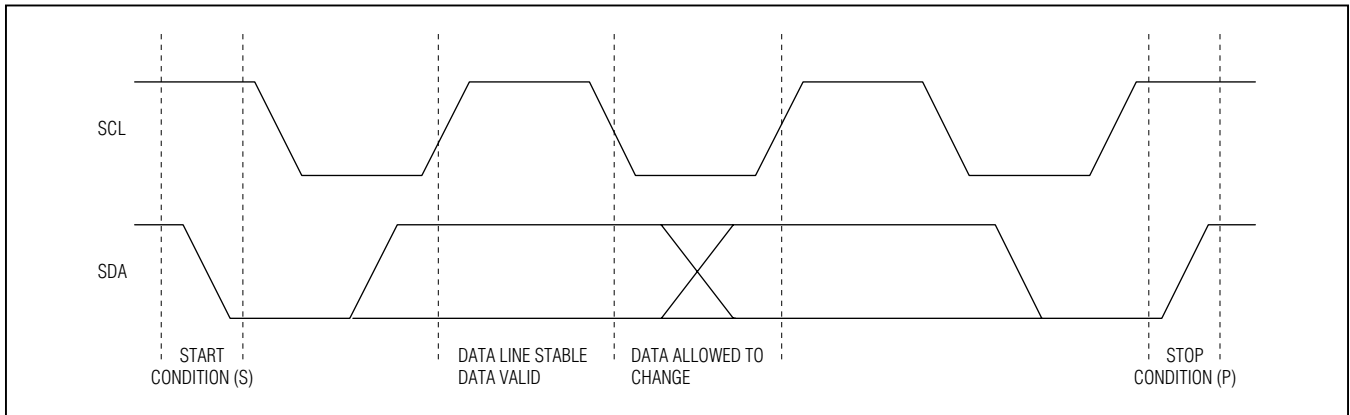 SCL
SDA
START
CONDITION (S)
DATA LINE STABLE
DATA VALID
DATA ALLOWED TO
CHANGE
STOP
CONDITION (P)